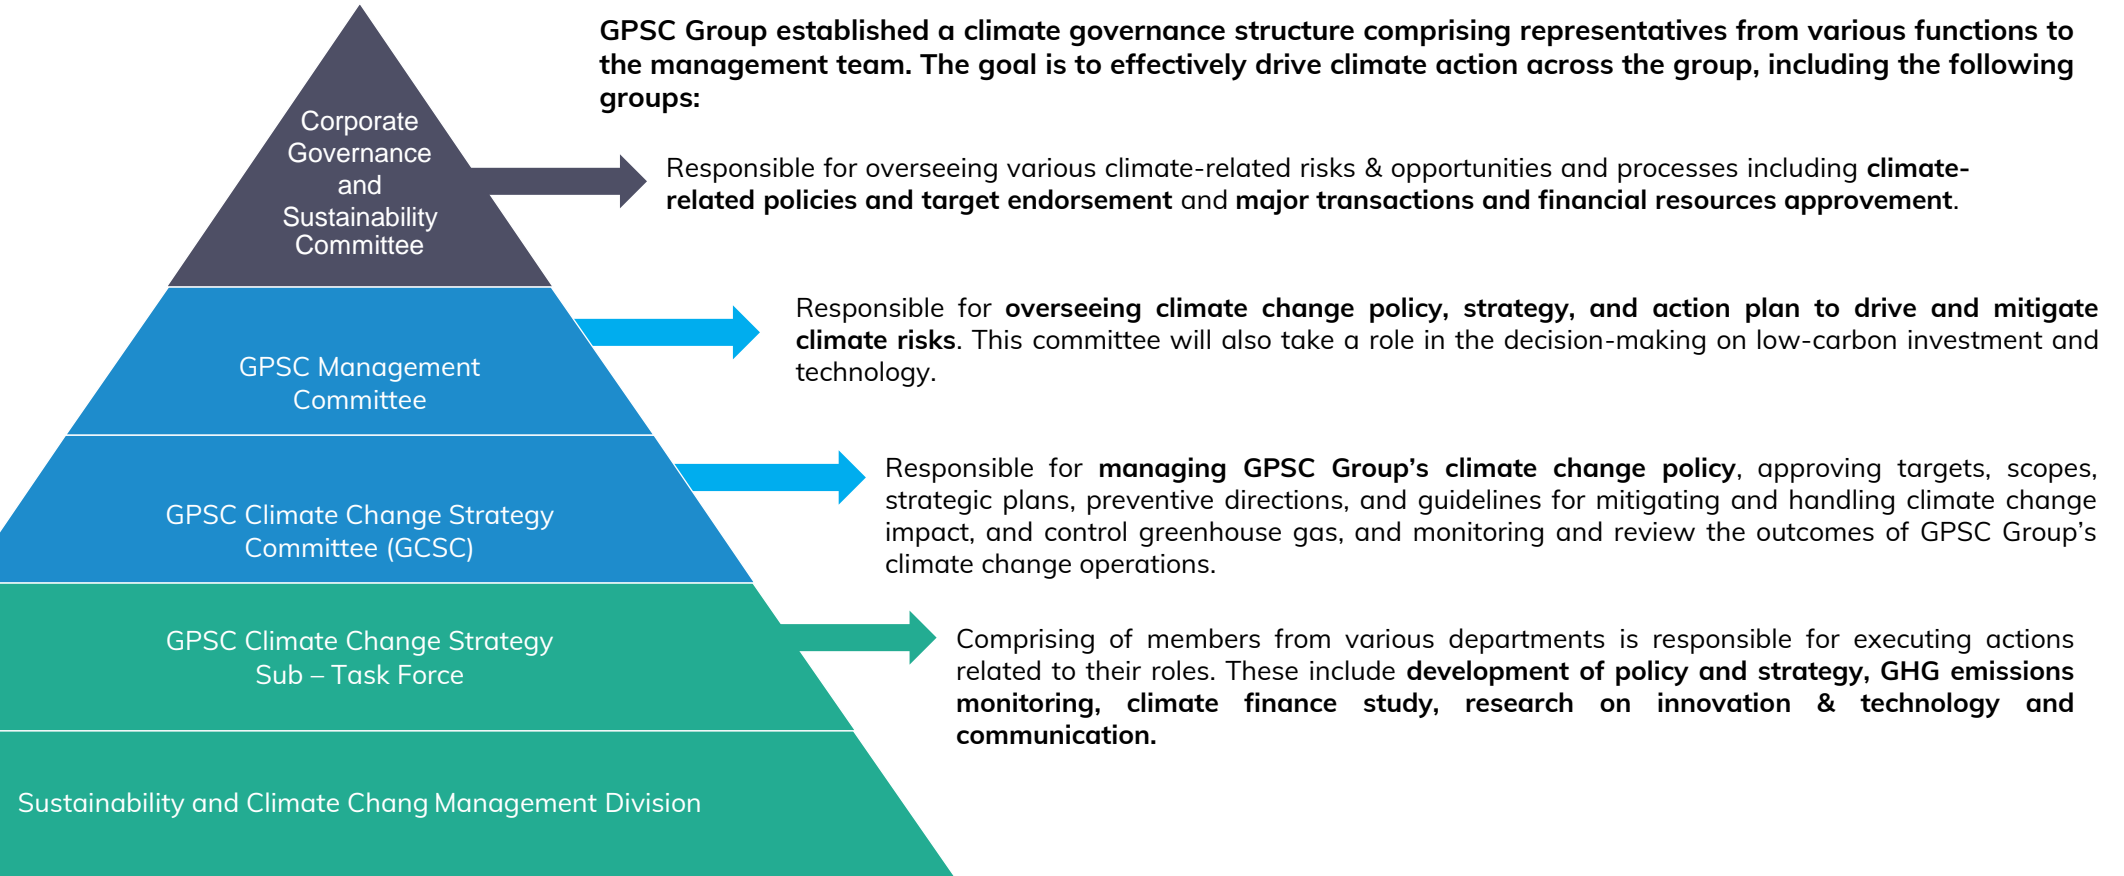 GPSC Group established a climate governance structure comprising representatives from various functions to
the management team. The goal is to effectively drive climate action across the group, including the following
groups:
Corporate
Governance
and
Sustainability
Committee
Responsible for overseeing various climate-related risks & opportunities and processes including climate-
related policies and target endorsement and major transactions and financial resources approvement.
GPSC Management
Committee
Responsible for overseeing climate change policy, strategy, and action plan to drive and mitigate
climate risks. This committee will also take a role in the decision-making on low-carbon investment and
technology.
GPSC Climate Change Strategy
Committee (GCSC)
Responsible for managing GPSC Group’s climate change policy, approving targets, scopes,
strategic plans, preventive directions, and guidelines for mitigating and handling climate change
impact, and control greenhouse gas, and monitoring and review the outcomes of GPSC Group’s
climate change operations.
GPSC Climate Change Strategy
Sub – Task Force
Comprising of members from various departments is responsible for executing actions
related to their roles. These include development of policy and strategy, GHG emissions
monitoring, climate finance study, research on innovation & technology and
communication.
Sustainability and Climate Chang Management Division